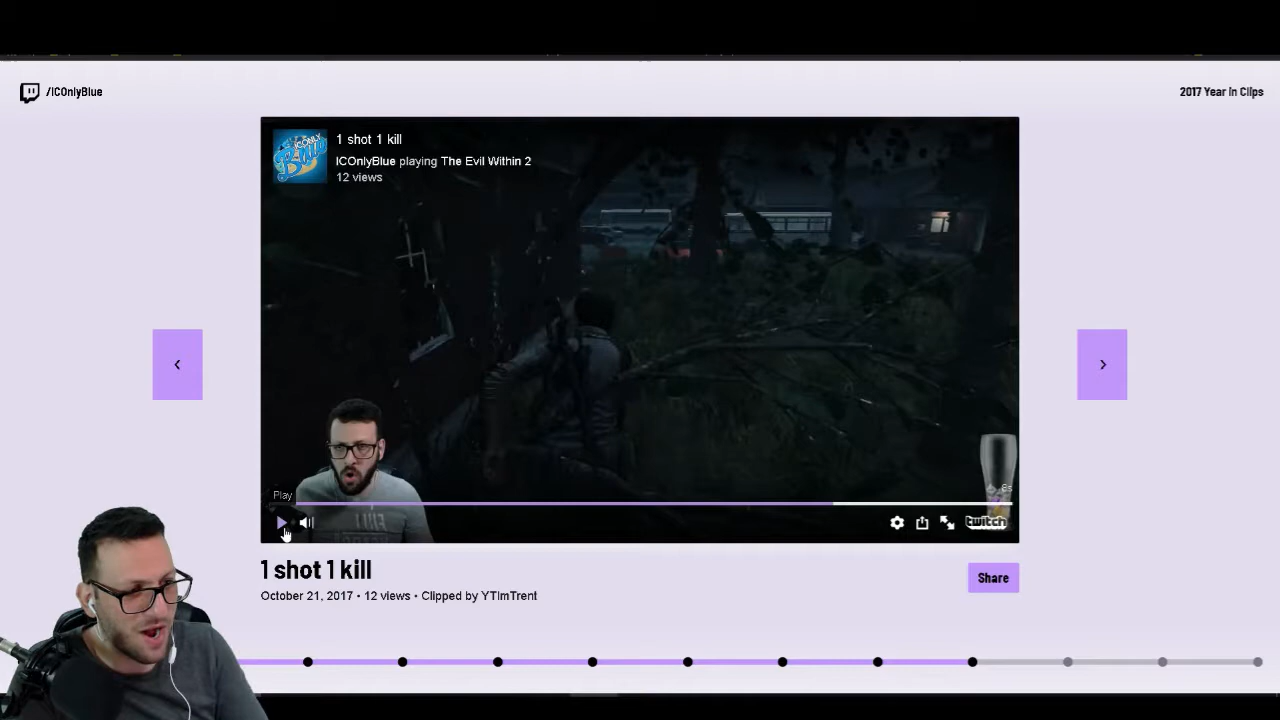 /ICOnlyBlue
2017 Year in Clips
1 shot 1 kill
ICOnlyBlue playing The Evil Within 2
12 views
Play
6s
twitch
1 shot 1 kill
October 21, 2017 • 12 views • Clipped by YTImTrent
Share